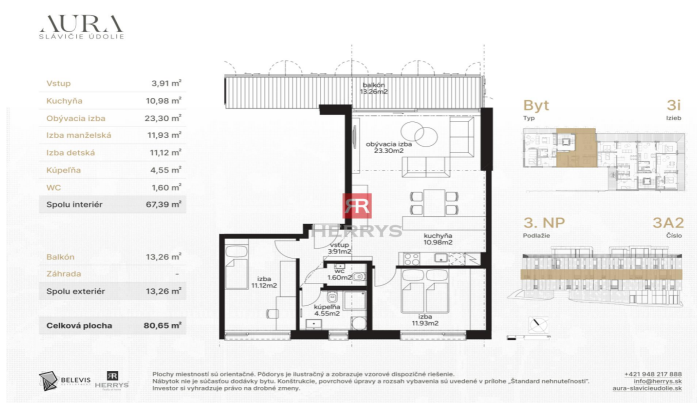 AURA
SLÁVIČIE ÚDOLIE
Vstup 3,91 m²
Kuchyňa 10,98 m²
Obývacia izba 23,30 m²
Izba manželská 11,93 m²
Izba detská 11,12 m²
Kúpeľňa 4,55 m²
WC 1,60 m²
Spolu interiér 67,39 m²
Balkón 13,26 m²
Záhrada -
Spolu exteriér 13,26 m²
Celková plocha 80,65 m²
balkón
13.26m2
obývacia izba
23.30m2
HERRYS
kuchyňa
10.98m2
vstup
3.91m2
wc
1.60m2
izba
11.12m2
kúpeľňa
4.55m2
izba
11.93m2
Byt 3i
Typ Izieb
3. NP 3A2
Podlažie Číslo
BELEVIS
HERRYS
Plochy miestností sú orientačné. Pôdorys je ilustračný a zobrazuje vzorové dispozičné riešenie.
Nábytok nie je súčasťou dodávky bytu. Konštrukcie, povrchové úpravy a rozsah vybavenia sú uvedené v prílohe „Štandard nehnuteľnosti".
Investor si vyhradzuje právo na drobné zmeny.
+421 948 217 888
info@herrys.sk
aura-slavicieudolie.sk